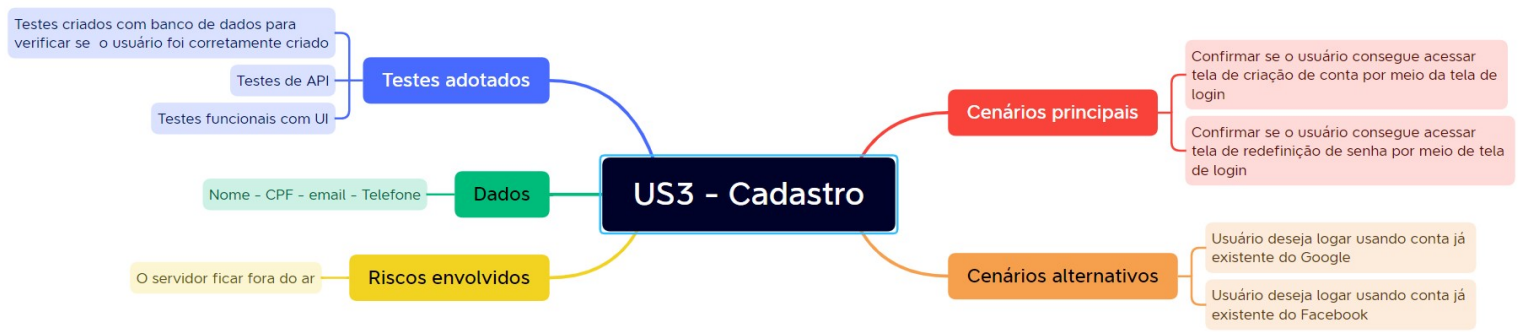 Testes criados com banco de dados para
verificar se o usuário foi corretamente criado
Testes de API
Testes funcionais com UI
Testes adotados
Nome - CPF - email - Telefone
Dados
O servidor ficar fora do ar
Riscos envolvidos
US3 - Cadastro
Cenários principais
Confirmar se o usuário consegue acessar
tela de criação de conta por meio da tela de
login
Confirmar se o usuário consegue acessar
tela de redefinição de senha por meio de tela
de login
Cenários alternativos
Usuário deseja logar usando conta já
existente do Google
Usuário deseja logar usando conta já
existente do Facebook